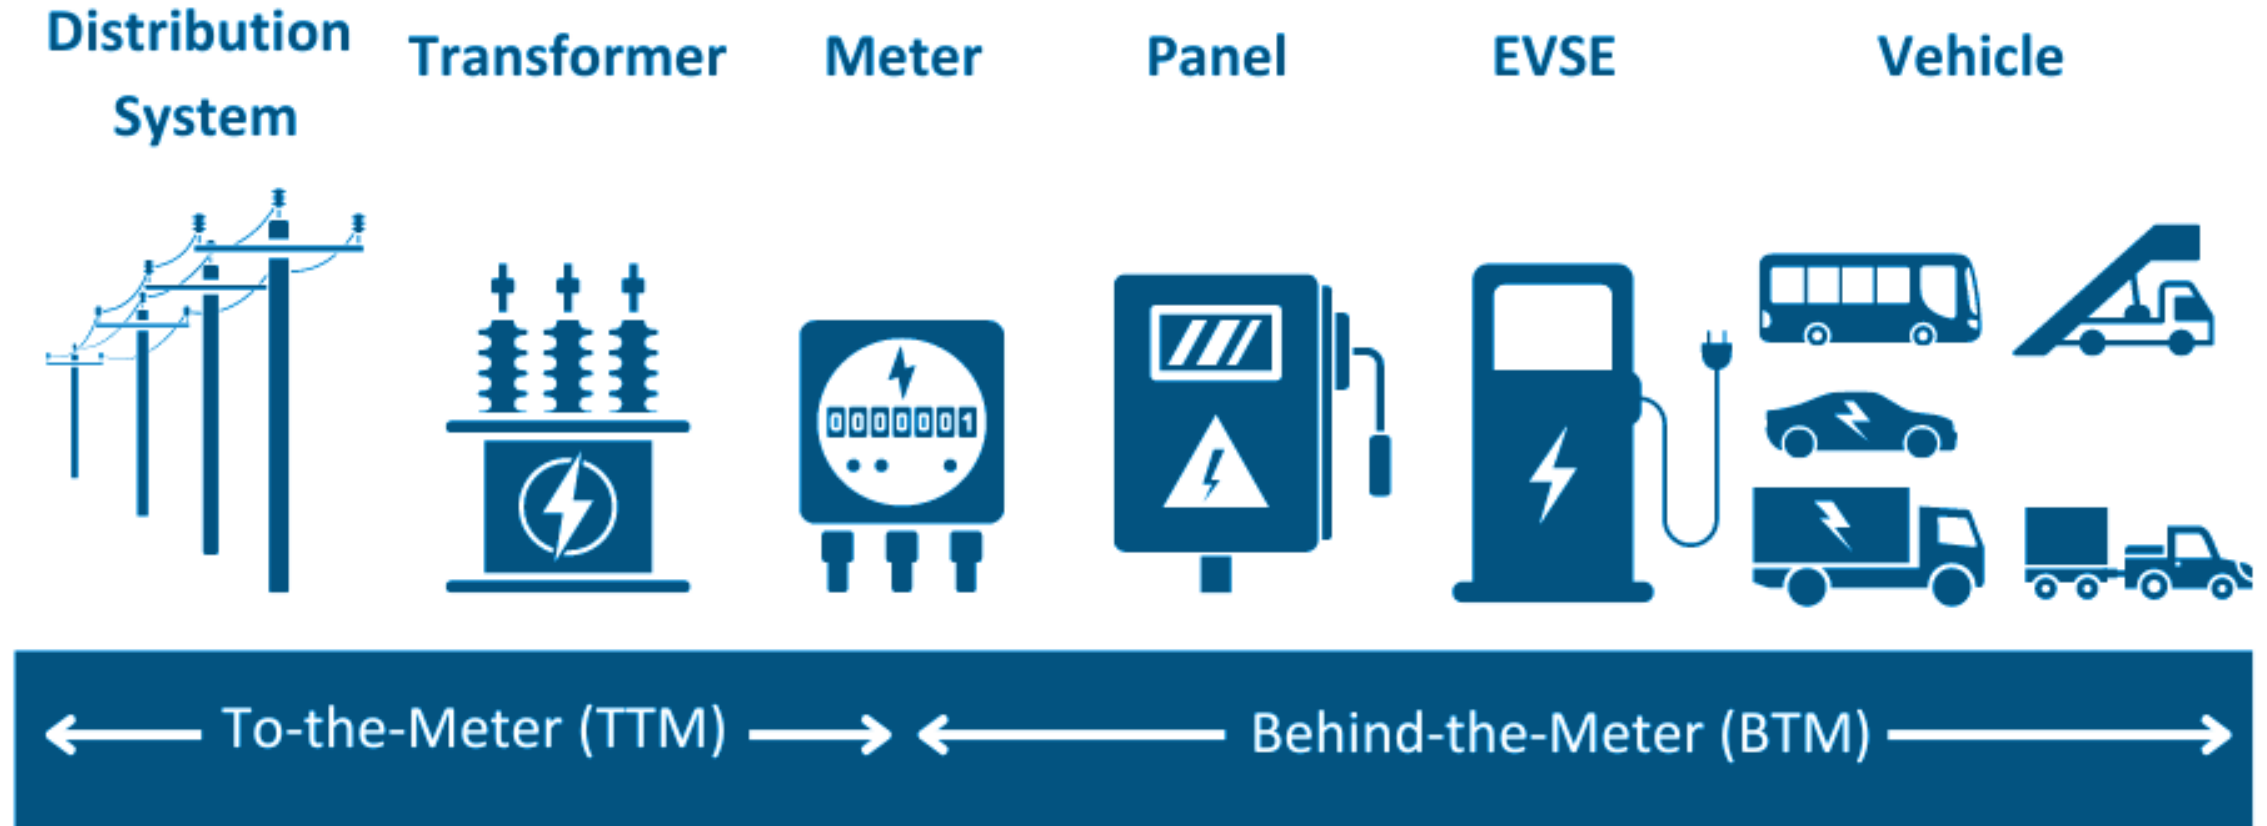 Distribution
System
Transformer
Meter
Panel
EVSE
Vehicle
0000001
To-the-Meter (TTM)
Behind-the-Meter (BTM)